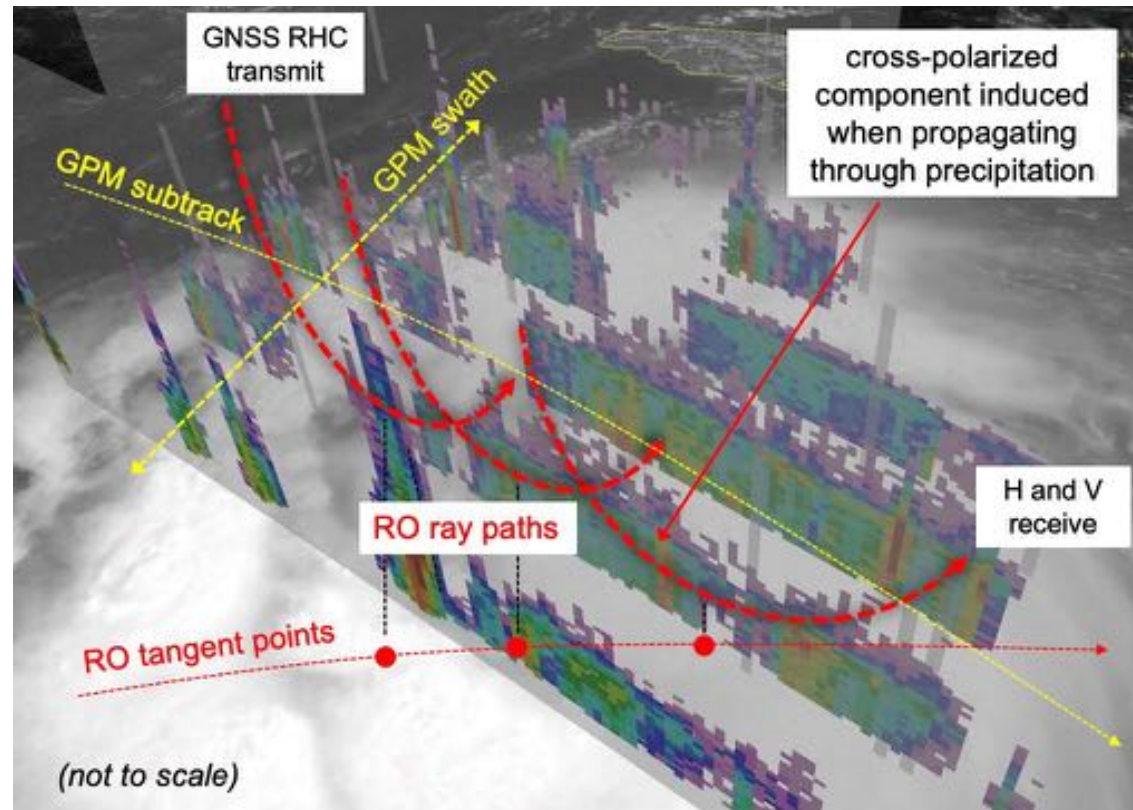 GNSS RHC
transmit
cross-polarized
component induced
when propagating
through precipitation
GPM swath
GPM subtrack
H and V
receive
RO ray paths
RO tangent points
(not to scale)